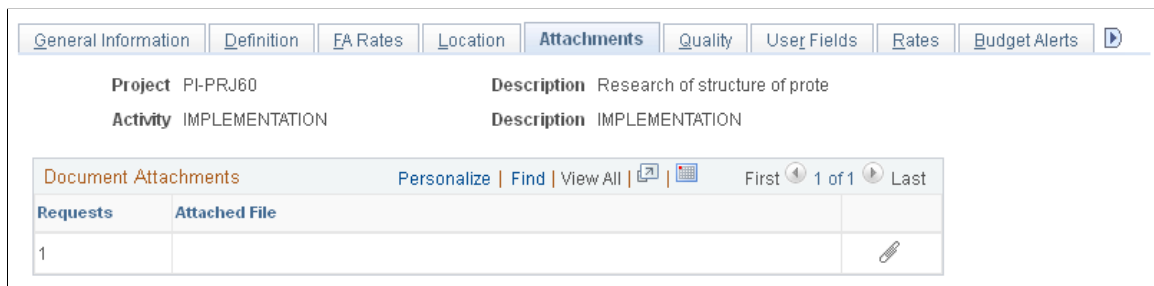 General Information Definition FA Rates Location Attachments Quality User Fields Rates Budget Alerts
Project PI-PRJ60 Description Research of structure of prote
Activity IMPLEMENTATION Description IMPLEMENTATION
Document Attachments Personalize | Find | View All | | First 1 of 1 Last
Requests Attached File
1